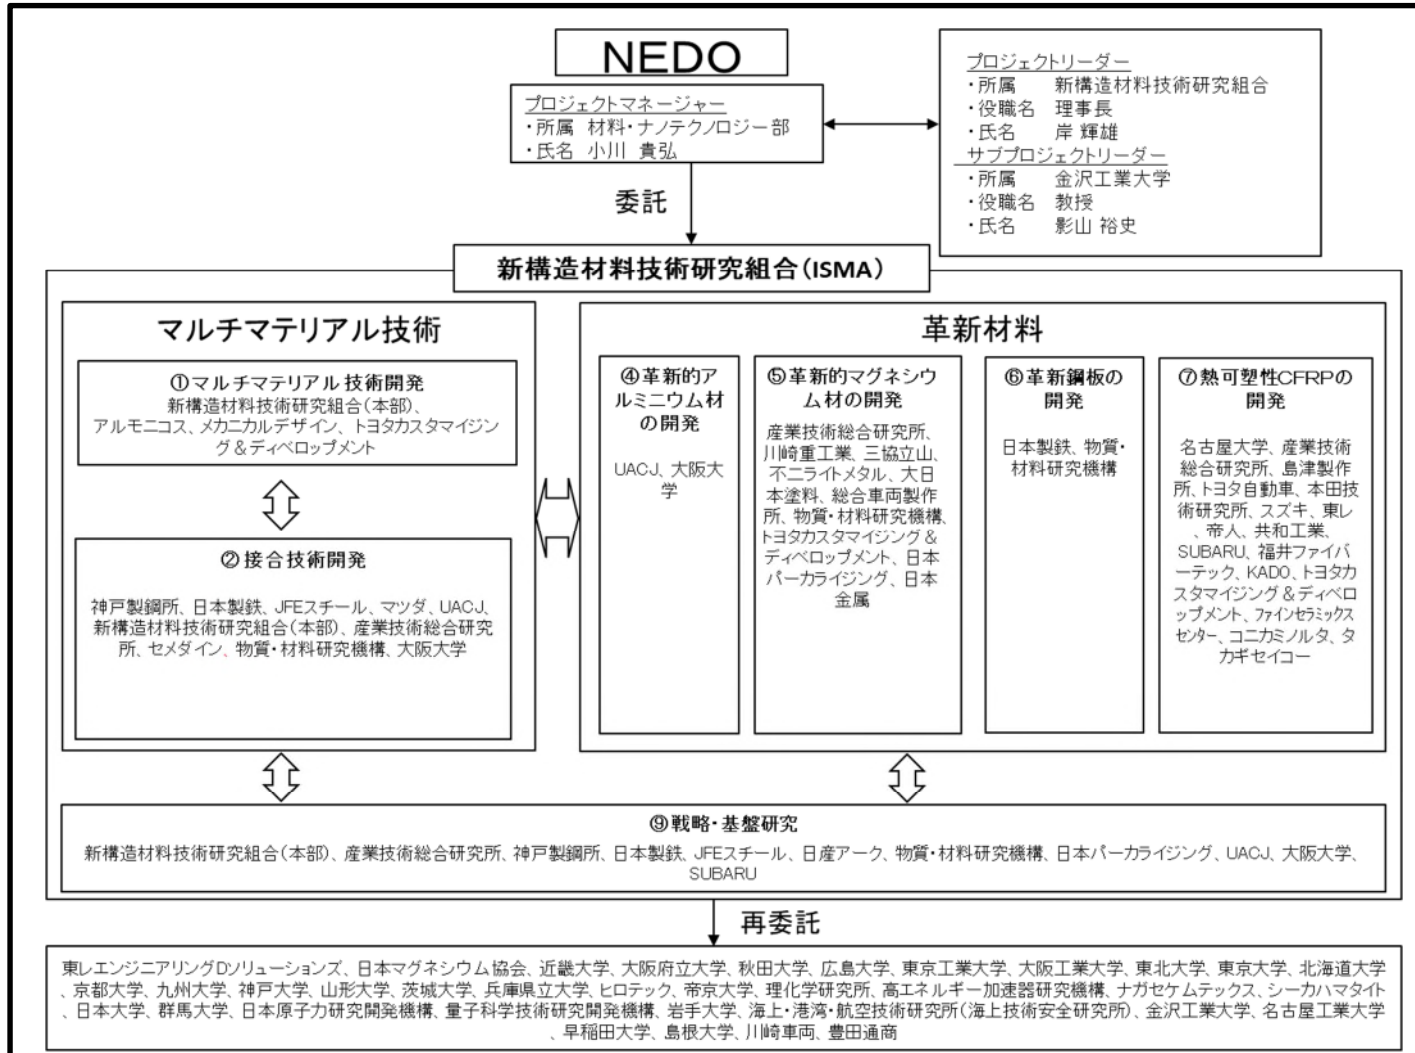 NEDO
プロジェクトマネージャー
・所属 材料・ナノテクノロジー部
・氏名 小川 貴弘
プロジェクトリーダー
・所属 新構造材料技術研究組合
・役職名 理事長
・氏名 岸 輝雄
サブプロジェクトリーダー
・所属 金沢工業大学
・役職名 教授
・氏名 影山 裕史
委託
新構造材料技術研究組合(ISMA)
マルチマテリアル技術
①マルチマテリアル技術開発
新構造材料技術研究組合(本部)、
アルモニコス、メカニカルデザイン、トヨタカスタマイジン
グ＆ディベロップメント
②接合技術開発
神戸製鋼所、日本製鉄、JFEスチール、マツダ、UACJ、
新構造材料技術研究組合(本部)、産業技術総合研究
所、セメダイン、物質・材料研究機構、大阪大学
革新材料
④革新的ア
ルミニウム材
の開発
UACJ、大阪大
学
⑤革新的マグネシウ
ム材の開発
産業技術総合研究所、
川崎重工業、三協立山、
不二ライトメタル、大日
本塗料、総合車両製作
所、物質・材料研究機構、
トヨタカスタマイジング＆
ディベロップメント、日本
パーカライジング、日本
金属
⑥革新鋼板の
開発
日本製鉄、物質・
材料研究機構
⑦熱可塑性CFRPの
開発
名古屋大学、産業技術
総合研究所、島津製作
所、トヨタ自動車、本田技
術研究所、スズキ、東レ
、帝人、共和工業、
SUBARU、福井ファイバ
ーテック、KADO、トヨタカ
スタマイジング＆ディベロ
ップメント、ファインセラミックス
センター、コニカミノルタ、タ
カギセイコー
⑨戦略・基盤研究
新構造材料技術研究組合(本部)、産業技術総合研究所、神戸製鋼所、日本製鉄、JFEスチール、日産アーク、物質・材料研究機構、日本パーカライジング、UACJ、大阪大学、
SUBARU
再委託
東レエンジニアリングDソリューションズ、日本マグネシウム協会、近畿大学、大阪府立大学、秋田大学、広島大学、東京工業大学、大阪工業大学、東北大学、東京大学、北海道大学
、京都大学、九州大学、神戸大学、山形大学、茨城大学、兵庫県立大学、ヒロテック、帝京大学、理化学研究所、高エネルギー加速器研究機構、ナガセケムテックス、シーカハマタイト
、日本大学、群馬大学、日本原子力研究開発機構、量子科学技術研究開発機構、岩手大学、海上・港湾・航空技術研究所(海上技術安全研究所)、金沢工業大学、名古屋工業大学
、早稲田大学、島根大学、川崎車両、豊田通商